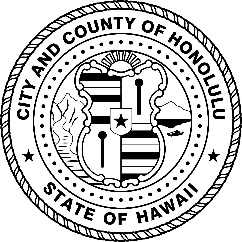 CITY AND COUNTY OF HONOLULU
STATE OF HAWAII